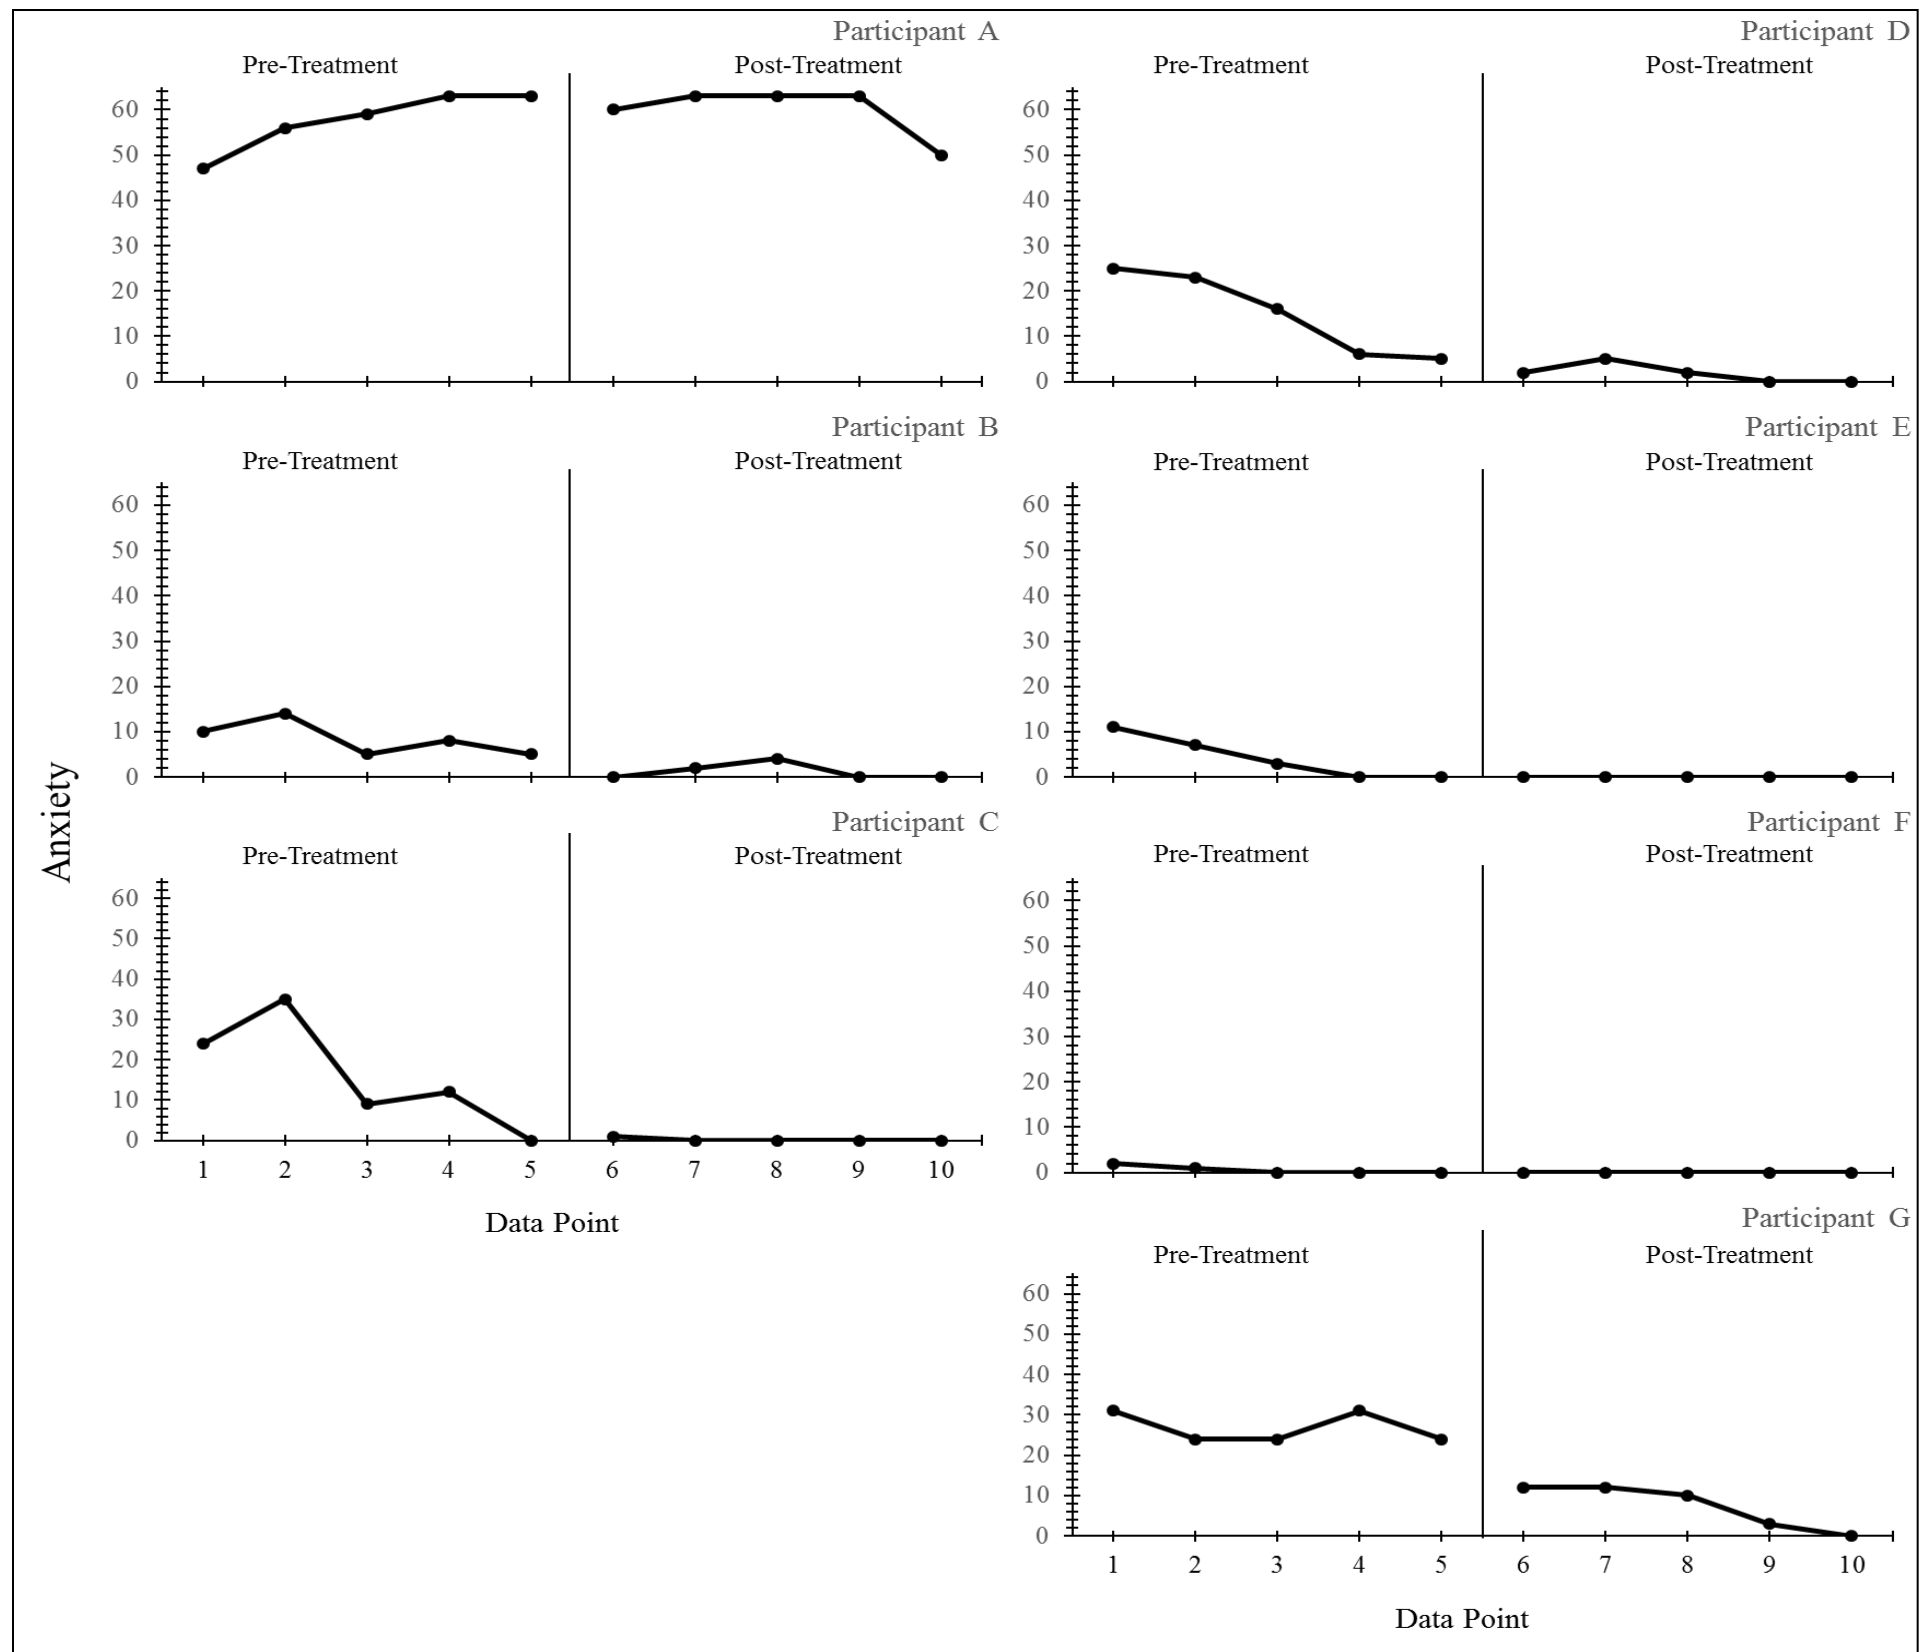 Participant A
Pre-Treatment Post-Treatment
60
50
40
30
20
10
0
Participant B
Pre-Treatment Post-Treatment
60
50
40
30
20
10
0
Anxiety
Participant C
Pre-Treatment Post-Treatment
60
50
40
30
20
10
0
1 2 3 4 5 6 7 8 9 10
Data Point
Participant D
Pre-Treatment Post-Treatment
60
50
40
30
20
10
0
Participant E
Pre-Treatment Post-Treatment
60
50
40
30
20
10
0
Participant F
Pre-Treatment Post-Treatment
60
50
40
30
20
10
0
Participant G
Pre-Treatment Post-Treatment
60
50
40
30
20
10
0
1 2 3 4 5 6 7 8 9 10
Data Point